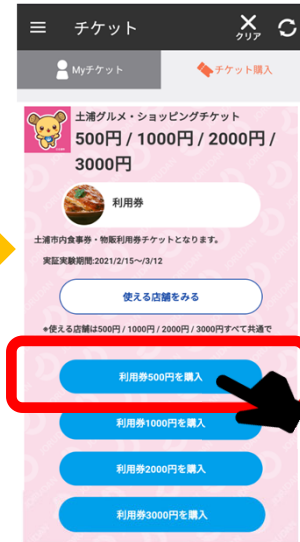 チケット
クリア
Myチケット
チケット購入
土浦グルメ・ショッピングチケット
500円 / 1000円 / 2000円 /
3000円
利用券
土浦市内食事券・物販利用券チケットとなります。
実証実験期間:2021/2/15〜/3/12
使える店舗をみる
*使える店舗は500円 / 1000円 / 2000円 / 3000円すべて共通で
利用券500円を購入
利用券1000円を購入
利用券2000円を購入
利用券3000円を購入